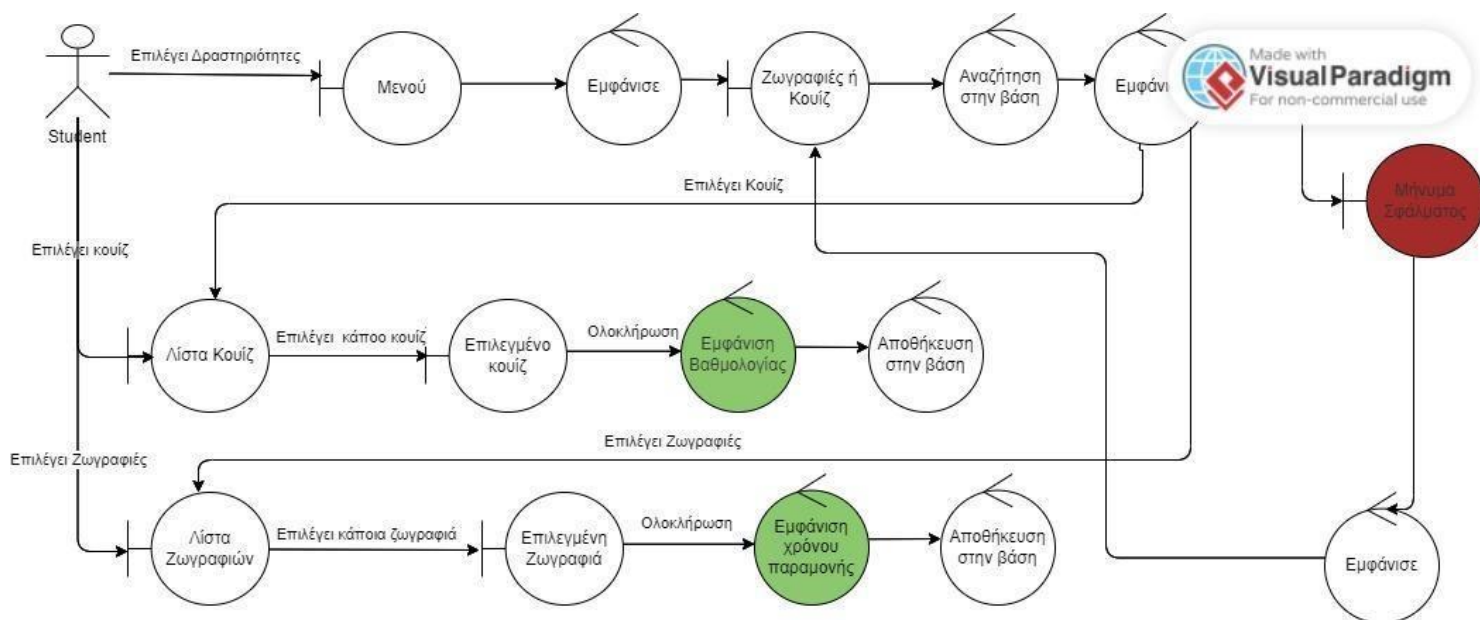 Επιλέγει Δραστηριότητες
Student
Μενού
Εμφάνισε
Ζωγραφιές ή
Κουίζ
Αναζήτηση
στην βάση
Made with
Visual Paradigm
For non-commercial use
Μήνυμα
Σφάλματος
Επιλέγει Κουίζ
Επιλέγει κουίζ
Λίστα Κουίζ
Επιλέγει κάποο κουίζ
Επιλεγμένο
κουίζ
Ολοκλήρωση
Εμφάνιση
Βαθμολογίας
Αποθήκευση
στην βάση
Επιλέγει Ζωγραφιές
Επιλέγει Ζωγραφιές
Λίστα
Ζωγραφιών
Επιλέγει κάποια ζωγραφιά
Επιλεγμένη
Ζωγραφιά
Ολοκλήρωση
Εμφάνιση
χρόνου
παραμονής
Αποθήκευση
στην βάση
Εμφάνισε